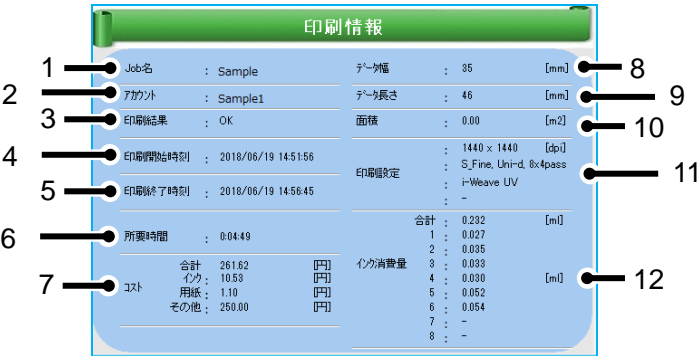 印刷情報
1 Job名 : Sample
2 アカウント : Sample1
3 印刷結果 : OK
4 印刷開始時刻 : 2018/06/19 14:51:56
5 印刷終了時刻 : 2018/06/19 14:56:45
6 所要時間 : 0:04:49
7 コスト
合計 261.62 [円]
インク : 10.53 [円]
用紙 : 1.10 [円]
その他 : 250.00 [円]
データ幅 : 35 [mm] 8
データ長さ : 46 [mm] 9
面積 : 0.00 [m2] 10
印刷設定 11
: 1440 x 1440 [dpi]
: S_Fine, Uni-d, 8x4pass
: i-Weave UV
: -
インク消費量 12
合計 : 0.232 [ml]
1 : 0.027
2 : 0.035
3 : 0.033
4 : 0.030 [ml]
5 : 0.052
6 : 0.054
7 : -
8 : -